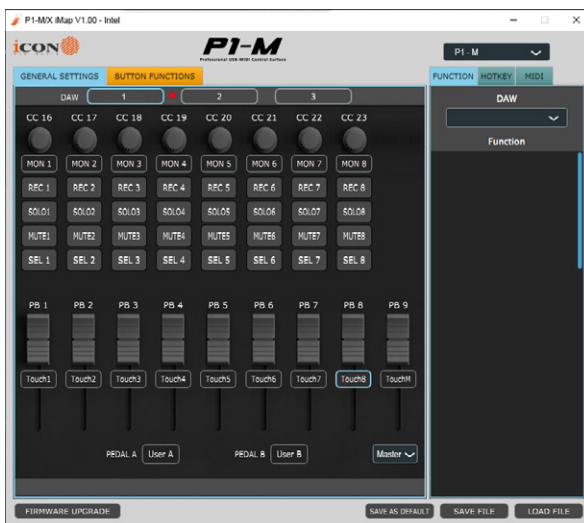 P1-M/X iMap V1.00 - Intel
iCON
P1-M
Professional USB MIDI Control Surface
P1 - M
GENERAL SETTINGS BUTTON FUNCTIONS
FUNCTION HOTKEY MIDI
DAW 1 2 3
DAW
Function
CC 16 CC 17 CC 18 CC 19 CC 20 CC 21 CC 22 CC 23
MON 1 MON 2 MON 3 MON 4 MON 5 MON 6 MON 7 MON 8
REC 1 REC 2 REC 3 REC 4 REC 5 REC 6 REC 7 REC 8
SOLO1 SOLO2 SOLO3 SOLO4 SOLO5 SOLO6 SOLO7 SOLO8
MUTE1 MUTE2 MUTE3 MUTE4 MUTE5 MUTE6 MUTE7 MUTE8
SEL 1 SEL 2 SEL 3 SEL 4 SEL 5 SEL 6 SEL 7 SEL 8
PB 1 PB 2 PB 3 PB 4 PB 5 PB 6 PB 7 PB 8 PB 9
Touch1 Touch2 Touch3 Touch4 Touch5 Touch6 Touch7 Touch8 TouchM
PEDAL A User A PEDAL B User B Master
FIRMWARE UPGRADE SAVE AS DEFAULT SAVE FILE LOAD FILE